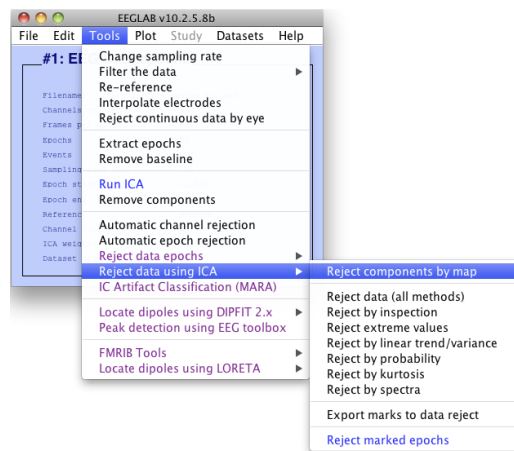 EEGLAB v10.2.5.8b
File Edit Tools Plot Study Datasets Help
#1: EE
Filename
Channels
Frames p
Epochs
Events
Sampling
Epoch st
Epoch en
Referenc
Channel
ICA weig
Dataset
Change sampling rate
Filter the data
Re-reference
Interpolate electrodes
Reject continuous data by eye
Extract epochs
Remove baseline
Run ICA
Remove components
Automatic channel rejection
Automatic epoch rejection
Reject data epochs
Reject data using ICA
IC Artifact Classification (MARA)
Locate dipoles using DIPFIT 2.x
Peak detection using EEG toolbox
FMRIB Tools
Locate dipoles using LORETA
Reject components by map
Reject data (all methods)
Reject by inspection
Reject extreme values
Reject by linear trend/variance
Reject by probability
Reject by kurtosis
Reject by spectra
Export marks to data reject
Reject marked epochs